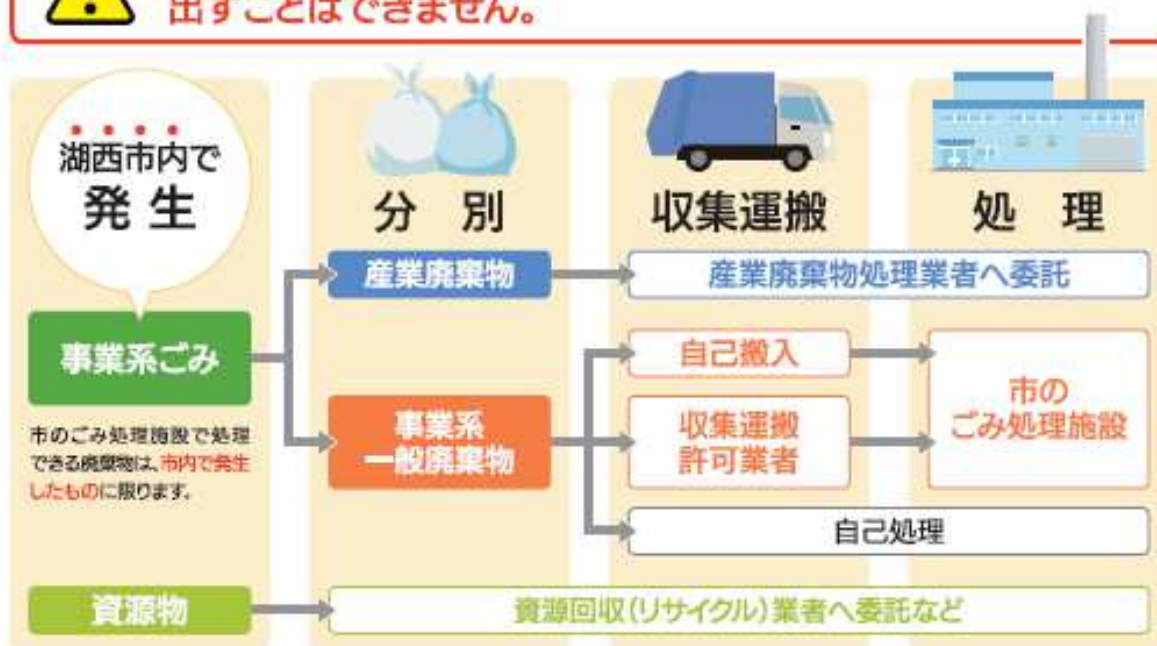 出すことはできません。
湖西市内で
発生
分 別
収集運搬
処 理
産業廃棄物
産業廃棄物処理業者へ委託
事業系ごみ
市のごみ処理施設で処理
できる廃棄物は、市内で発生
したものに限ります。
事業系
一般廃棄物
自己搬入
収集運搬
許可業者
市の
ごみ処理施設
自己処理
資源物
資源回収(リサイクル)業者へ委託など